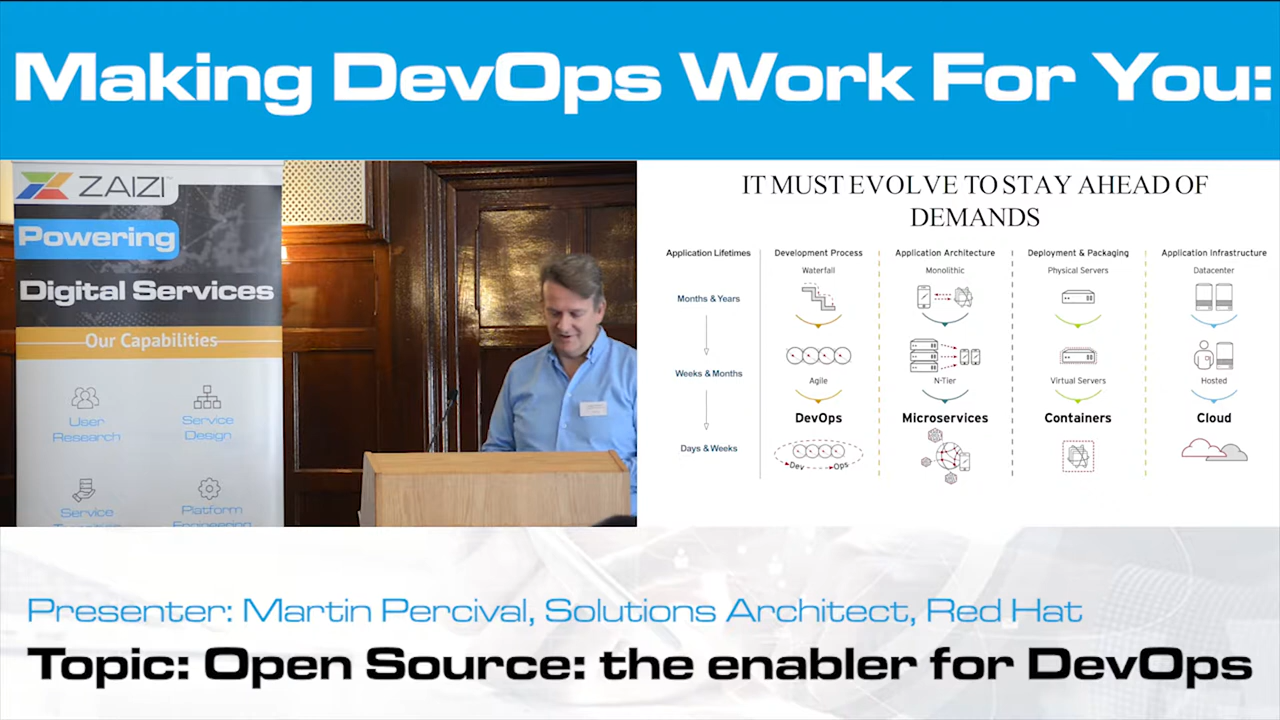 Making DevOps Work For You:
ZAIZI
Powering
Digital Services
Our Capabilities
User
Research
Service
Design
Service
Platform
IT MUST EVOLVE TO STAY AHEAD OF
DEMANDS
Application Lifetimes
Months & Years
Weeks & Months
Days & Weeks
Development Process
Waterfall
Agile
DevOps
Dev
Ops
Application Architecture
Monolithic
N-Tier
Microservices
Deployment & Packaging
Physical Servers
Virtual Servers
Containers
Application Infrastructure
Datacenter
Hosted
Cloud
Presenter: Martin Percival, Solutions Architect, Red Hat
Topic: Open Source: the enabler for DevOps